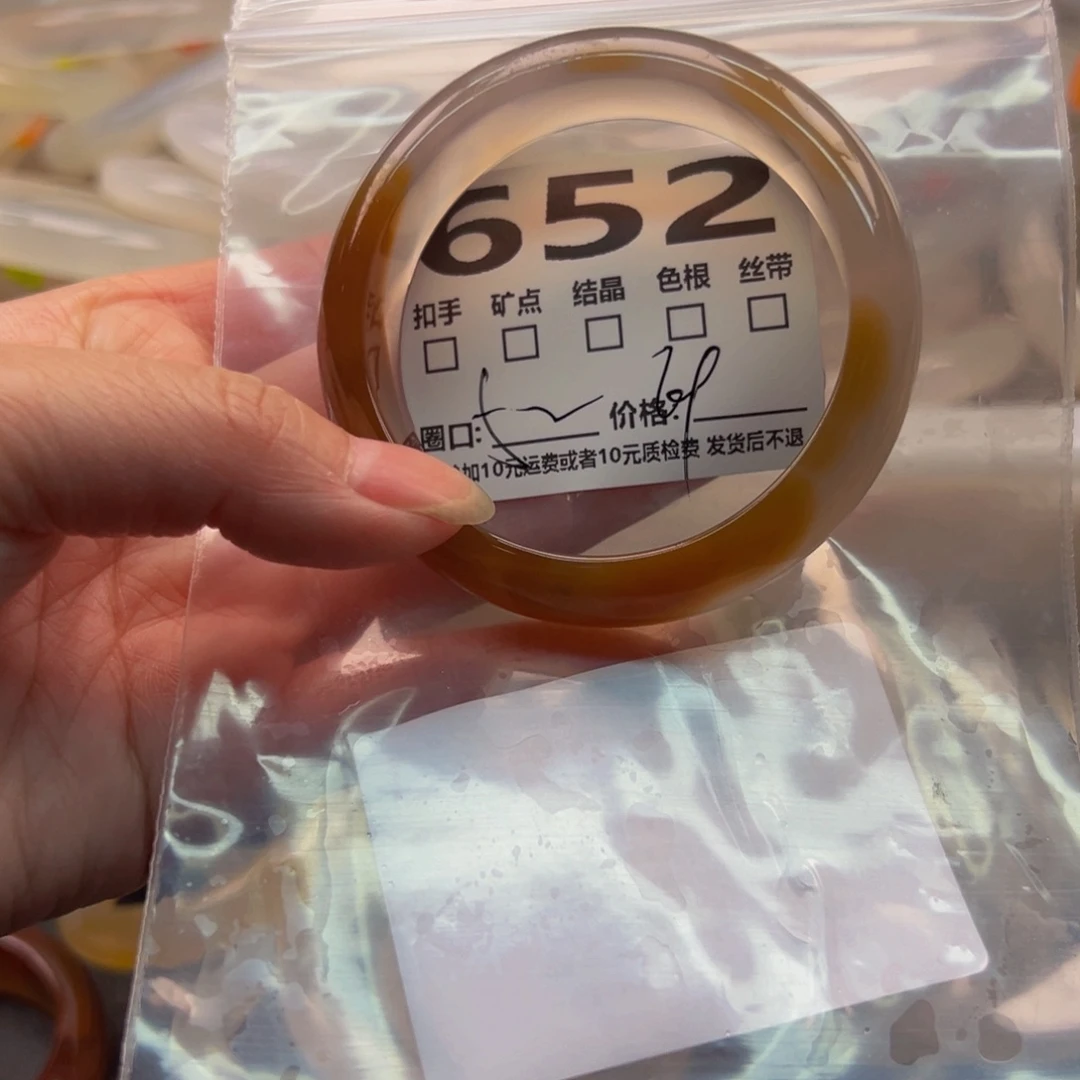 652
扣手 矿点 结晶 色根 丝带
圈口: 价格:
加10元运费或者10元质检费 发货后不退